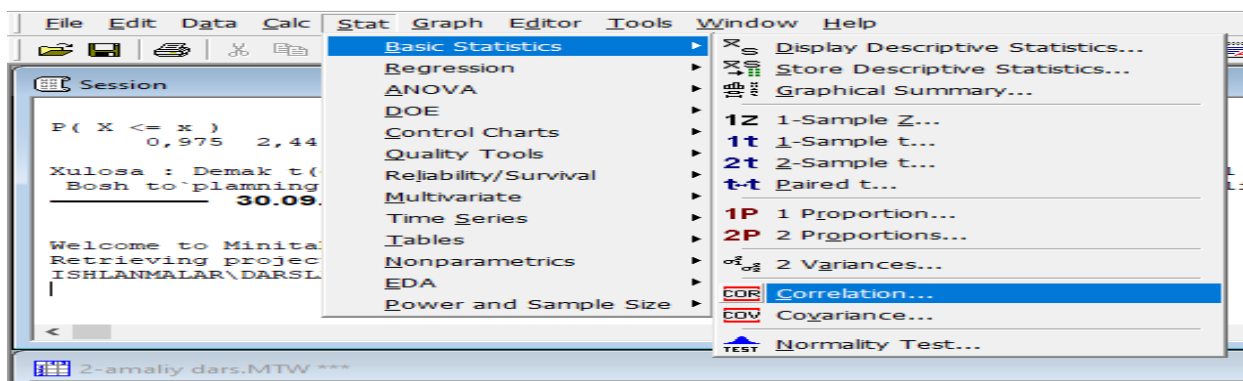 File Edit Data Calc Stat Graph Editor Tools Window Help
Session
P( X <= x )
0,975 2,44
Xulosa : Demak t(
Bosh to`plamning
30.09.
Welcome to Minita
Retrieving projec
ISHLANMALAR\DARSL
Basic Statistics
Regression
ANOVA
DOE
Control Charts
Quality Tools
Reliability/Survival
Multivariate
Time Series
Tables
Nonparametrics
EDA
Power and Sample Size
Display Descriptive Statistics...
Store Descriptive Statistics...
Graphical Summary...
1Z 1-Sample Z...
1t 1-Sample t...
2t 2-Sample t...
t-t Paired t...
1P 1 Proportion...
2P 2 Proportions...
2 Variances...
COR Correlation...
COV Covariance...
TEST Normality Test...
2-amaliy dars.MTW ***